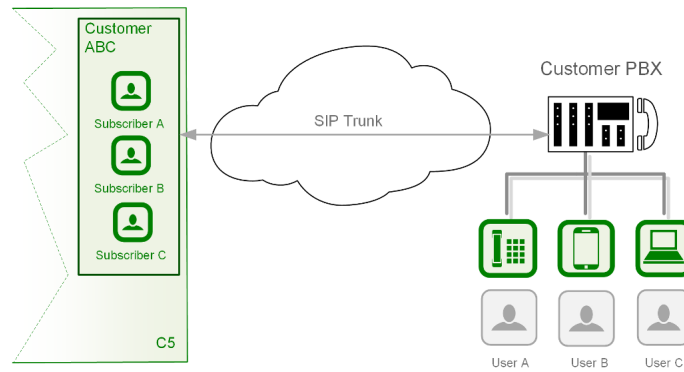 Customer
ABC
Subscriber A
Subscriber B
Subscriber C
C5
SIP Trunk
Customer PBX
User A
User B
User C